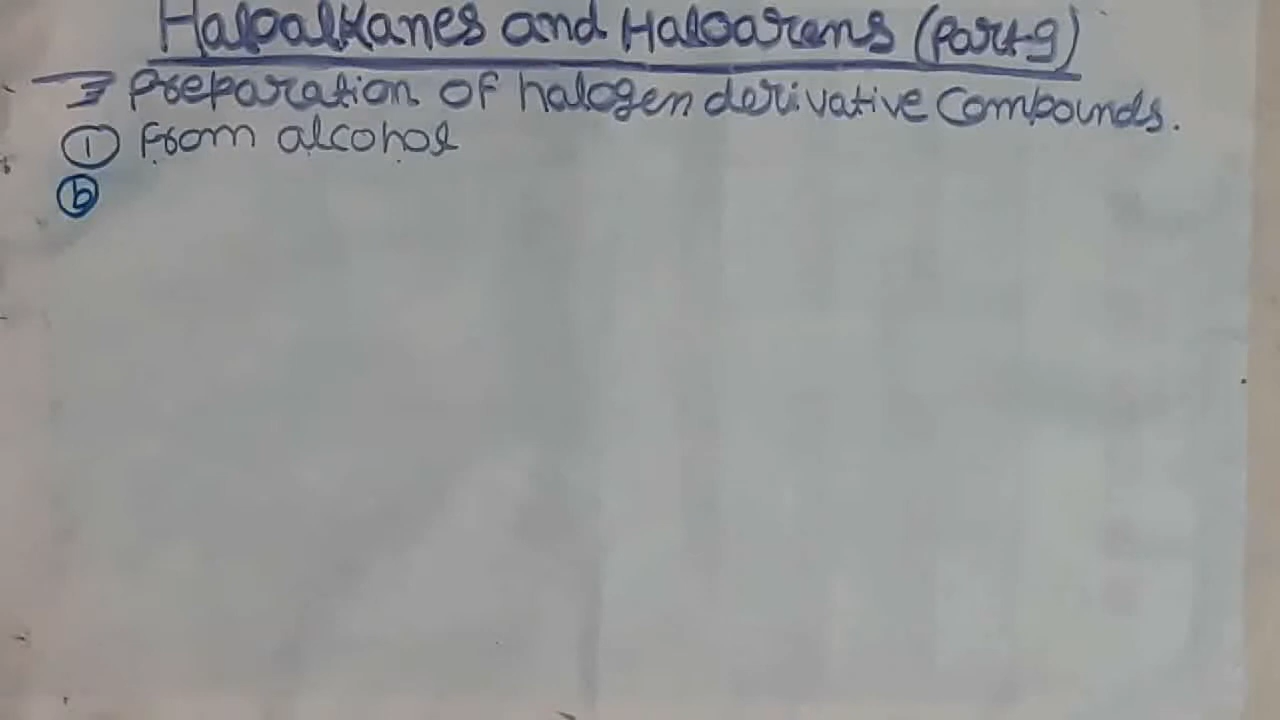 Haloalkanes and Haloarens (Part-9)
→ Preparation of halogen derivative Compounds.
① From alcohol
ⓑ